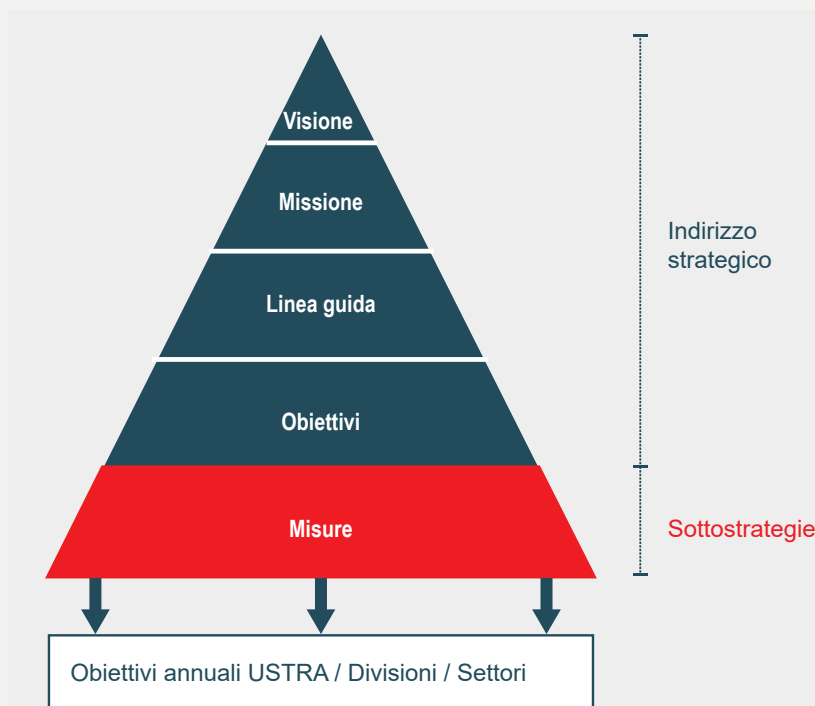 Visione
Missione
Linea guida
Obiettivi
Indirizzo
strategico
Misure
Sottostrategie
Obiettivi annuali USTRA / Divisioni / Settori